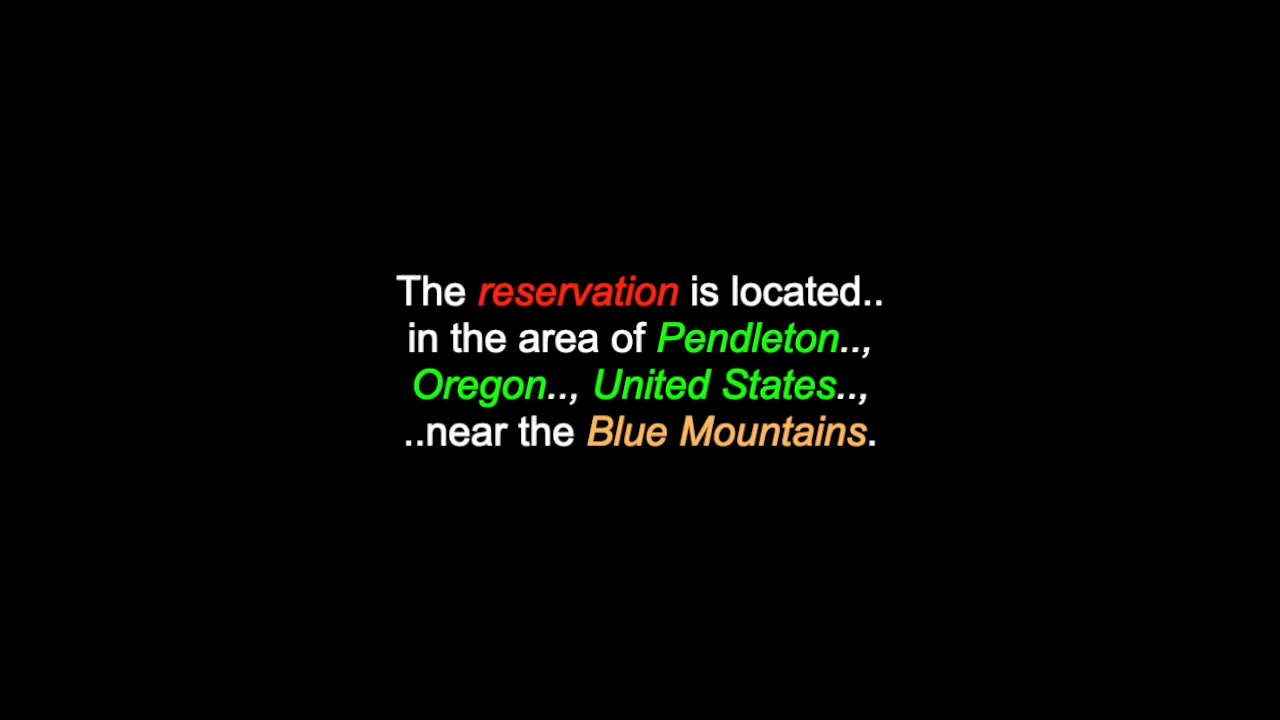 The reservation is located..
in the area of Pendleton..,
Oregon.., United States..,
..near the Blue Mountains.